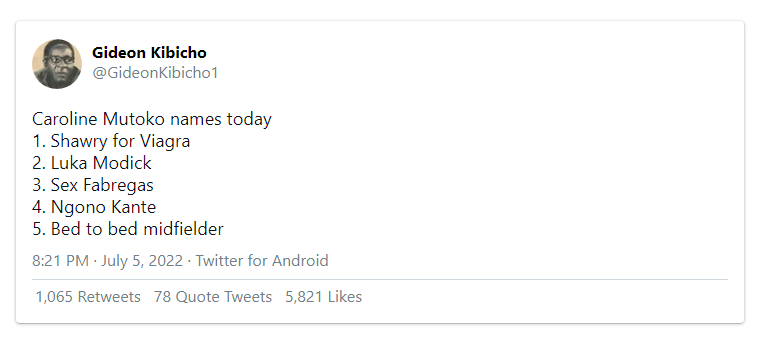 Gideon Kibicho
@GideonKibicho1
Caroline Mutoko names today
1. Shawry for Viagra
2. Luka Modick
3. Sex Fabregas
4. Ngono Kante
5. Bed to bed midfielder
8:21 PM · July 5, 2022 · Twitter for Android
1,065 Retweets 78 Quote Tweets 5,821 Likes